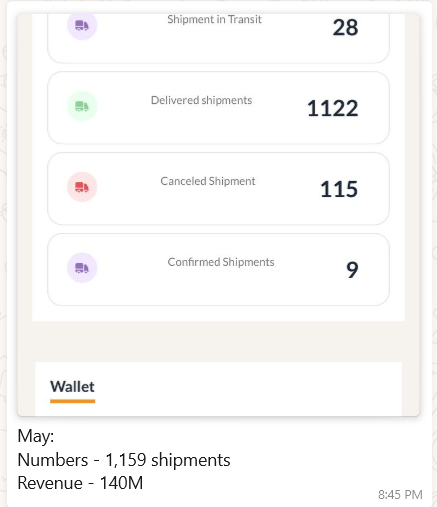 Shipment in Transit
28
Delivered shipments
1122
Canceled Shipment
115
Confirmed Shipments
9
Wallet
May:
Numbers - 1,159 shipments
Revenue - 140M
8:45 PM